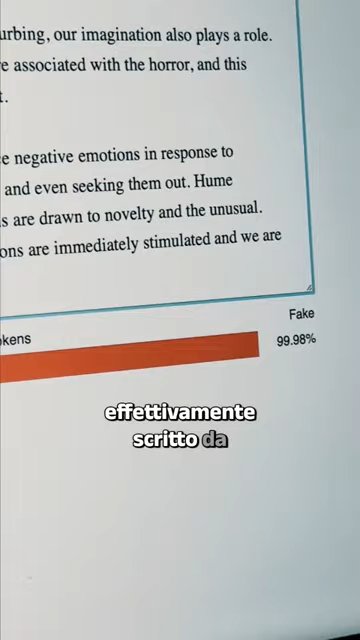 urbing, our imagination also plays a role.
e associated with the horror, and this
t.
e negative emotions in response to
and even seeking them out. Hume
s are drawn to novelty and the unusual.
ons are immediately stimulated and we are
Fake
okens
99.98%
effettivamente
scritto da